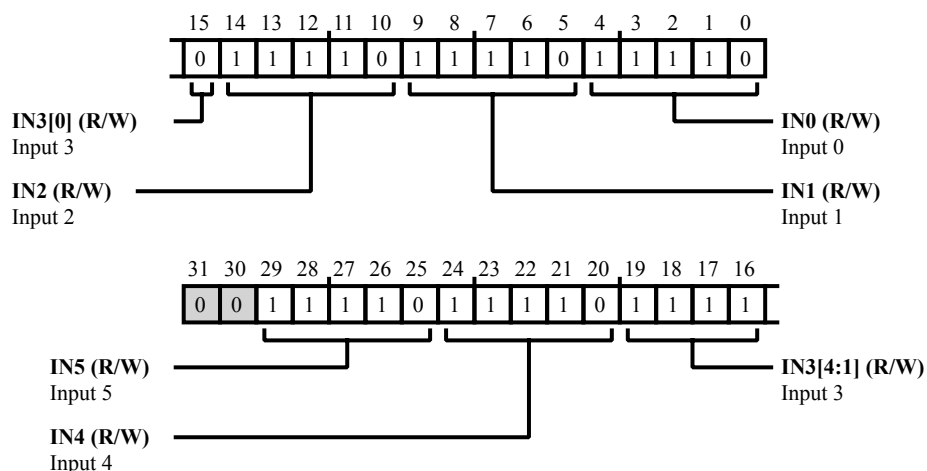 15 14 13 12 11 10 9 8 7 6 5 4 3 2 1 0
0 1 1 1 1 0 1 1 1 1 0 1 1 1 1 0
IN3[0] (R/W)
Input 3
IN0 (R/W)
Input 0
IN2 (R/W)
Input 2
IN1 (R/W)
Input 1
31 30 29 28 27 26 25 24 23 22 21 20 19 18 17 16
0 0 1 1 1 1 0 1 1 1 1 0 1 1 1 1
IN5 (R/W)
Input 5
IN3[4:1] (R/W)
Input 3
IN4 (R/W)
Input 4